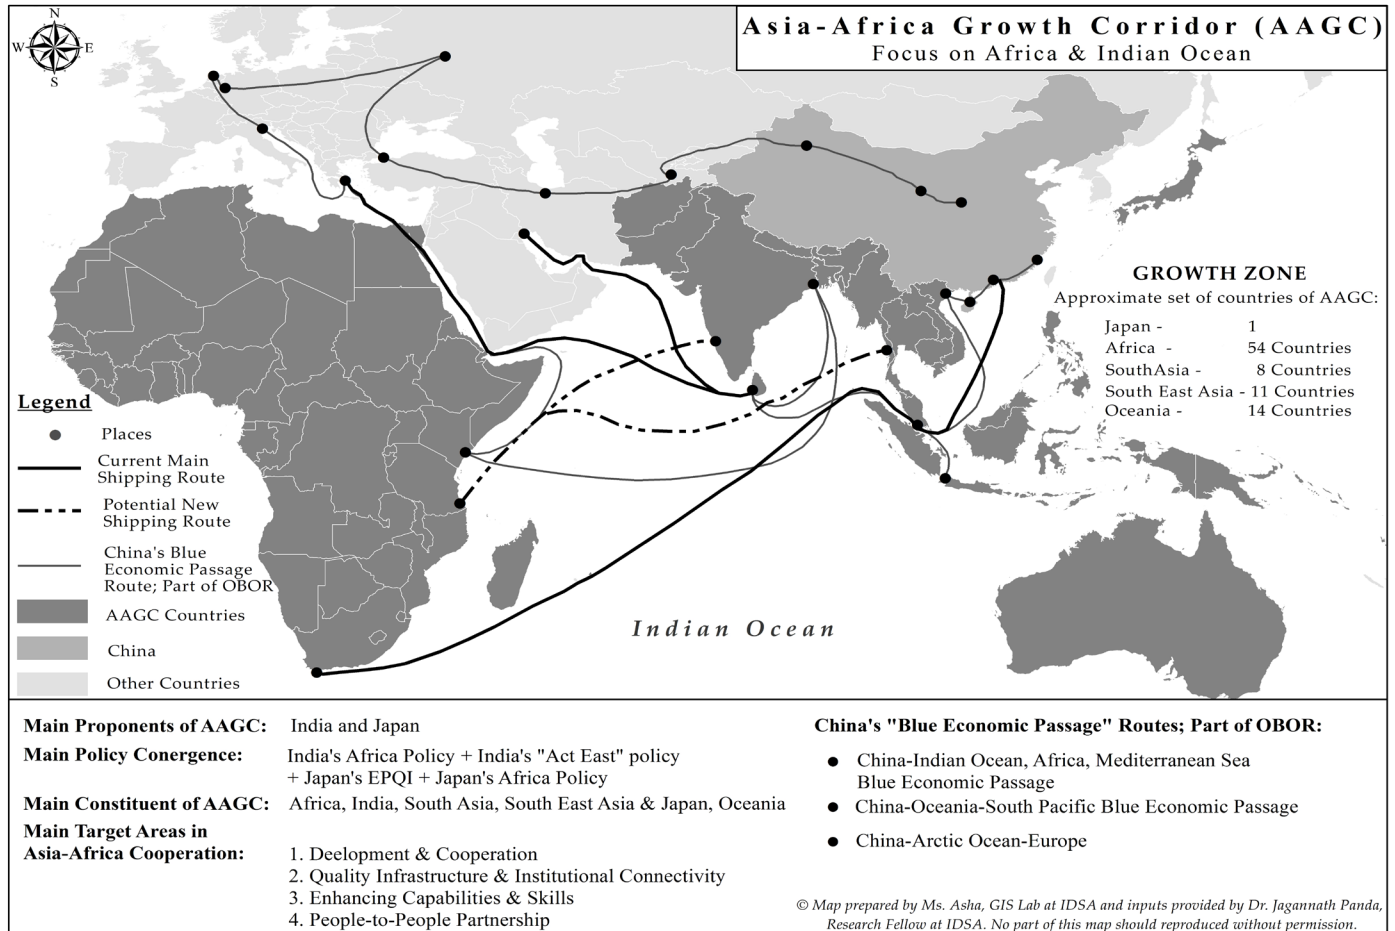 N
W
E
S
Asia-Africa Growth Corridor (AAGC)
Focus on Africa & Indian Ocean
GROWTH ZONE
Approximate set of countries of AAGC:
Japan - 1
Africa - 54 Countries
SouthAsia - 8 Countries
South East Asia - 11 Countries
Oceania - 14 Countries
Legend
Places
Current Main
Shipping Route
Potential New
Shipping Route
China's Blue
Economic Passage
Route; Part of OBOR
AAGC Countries
China
Other Countries
Indian Ocean
Main Proponents of AAGC: India and Japan
Main Policy Conergence: India's Africa Policy + India's "Act East" policy
+ Japan's EPQI + Japan's Africa Policy
Main Constituent of AAGC: Africa, India, South Asia, South East Asia & Japan, Oceania
Main Target Areas in
Asia-Africa Cooperation:
1. Deelopment & Cooperation
2. Quality Infrastructure & Institutional Connectivity
3. Enhancing Capabilities & Skills
4. People-to-People Partnership
China's "Blue Economic Passage" Routes; Part of OBOR:
China-Indian Ocean, Africa, Mediterranean Sea
Blue Economic Passage
China-Oceania-South Pacific Blue Economic Passage
China-Arctic Ocean-Europe
© Map prepared by Ms. Asha, GIS Lab at IDSA and inputs provided by Dr. Jagannath Panda,
Research Fellow at IDSA. No part of this map should reproduced without permission.